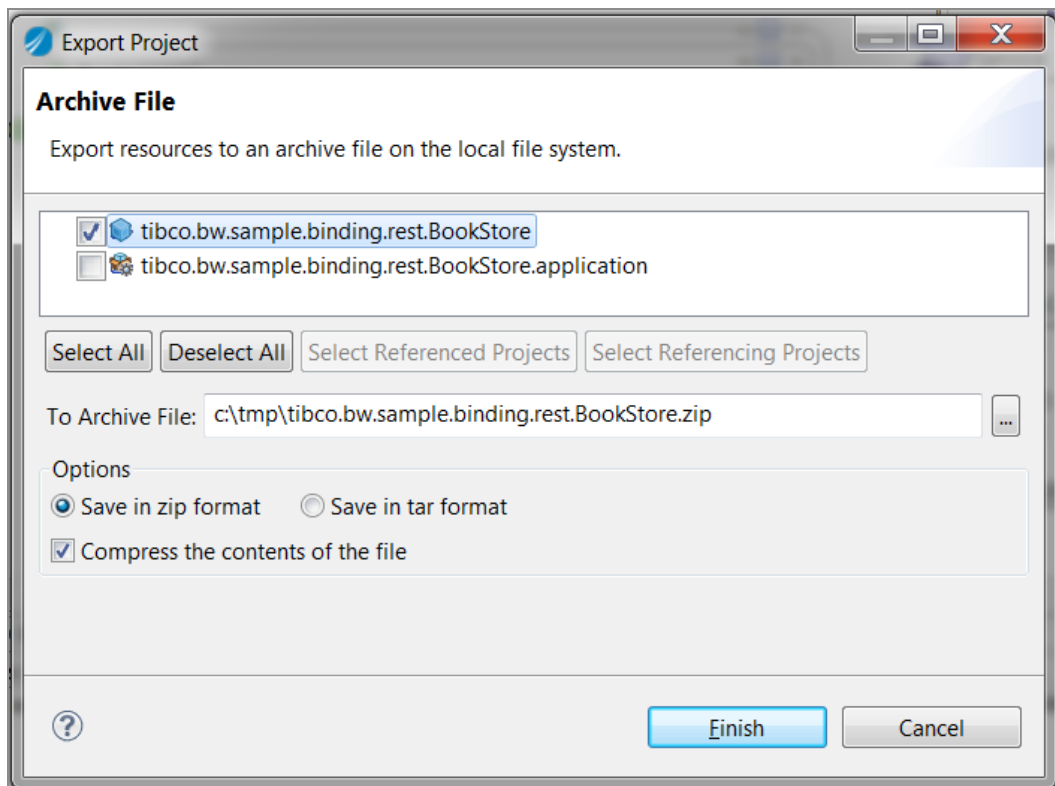 Export Project
Archive File
Export resources to an archive file on the local file system.
tibco.bw.sample.binding.rest.BookStore
tibco.bw.sample.binding.rest.BookStore.application
Select All Deselect All Select Referenced Projects Select Referencing Projects
To Archive File: c:\tmp\tibco.bw.sample.binding.rest.BookStore.zip ...
Options
Save in zip format Save in tar format
Compress the contents of the file
? Finish Cancel